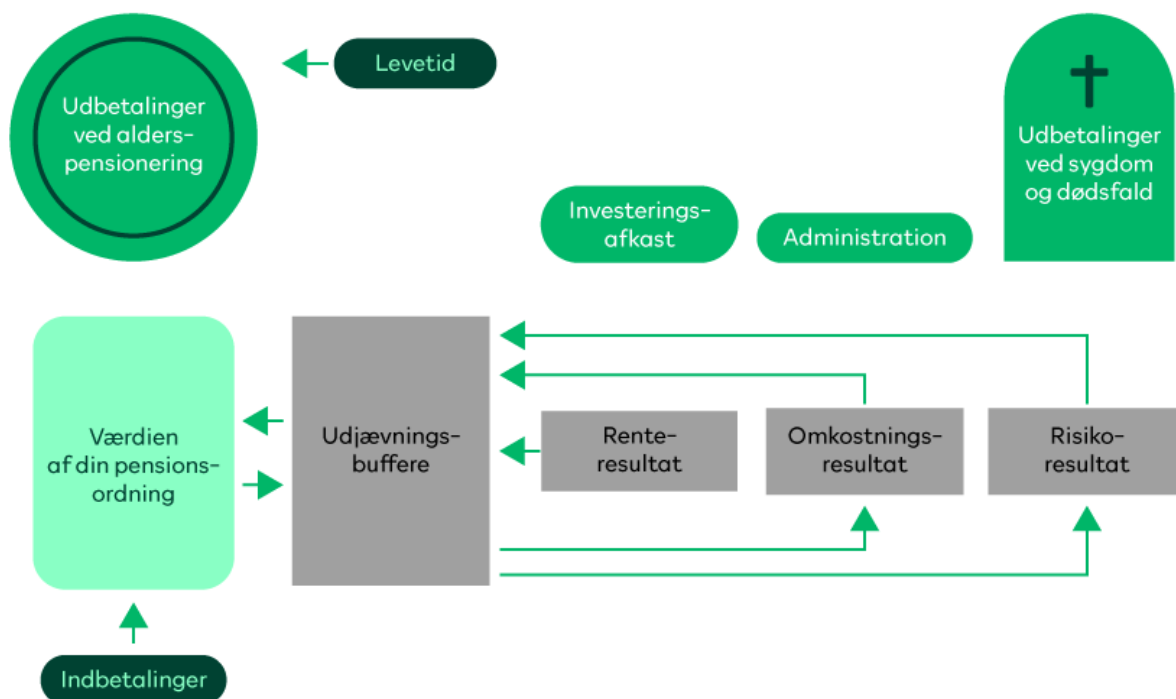 Levetid
Udbetalinger
ved alders-
pensionering
Udbetalinger
ved sygdom
og dødsfald
Investerings-
afkast
Administration
Værdien
af din pensions-
ordning
Udjævnings-
buffere
Rente-
resultat
Omkostnings-
resultat
Risiko-
resultat
Indbetalinger